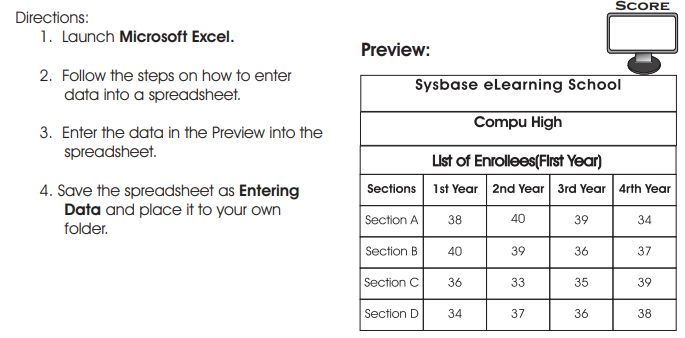 Directions:
1. Launch Microsoft Excel.
2. Follow the steps on how to enter
data into a spreadsheet.
3. Enter the data in the Preview into the
spreadsheet.
4. Save the spreadsheet as Entering
Data and place it to your own
folder.
SCORE
Preview:
Sysbase eLearning School
Compu High
List of Enrollees(First Year)
Sections 1st Year 2nd Year 3rd Year 4rth Year
Section A 38 40 39 34
Section B 40 39 36 37
Section C 36 33 35 39
Section D 34 37 36 38